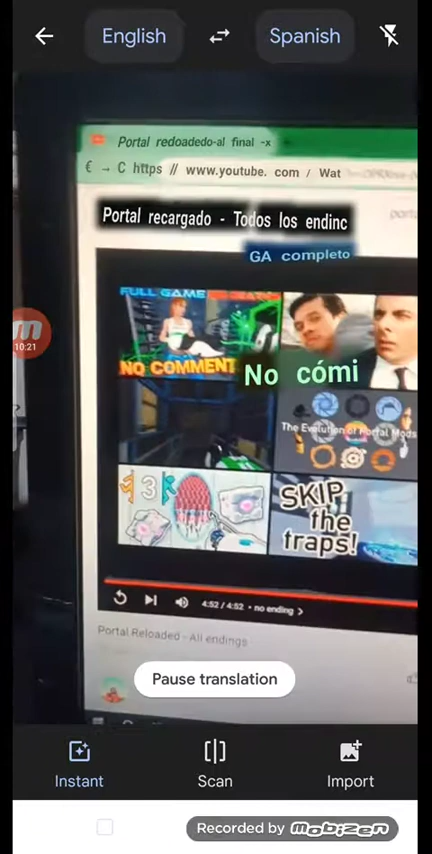 English
Spanish
Portal redoadedo-al final -x
€ → C https // www.youtube. com / Wat
Portal recargado - Todos los endinc
GA completo
FULL GAME
NO COMMENT
No cómi
The Evolution of Portal Mods
3
SKIP
the
traps!
4:52 / 4:52 • no ending >
Portal Reloaded - All endings
10:21
Pause translation
Instant
Scan
Import
Recorded by mobizen